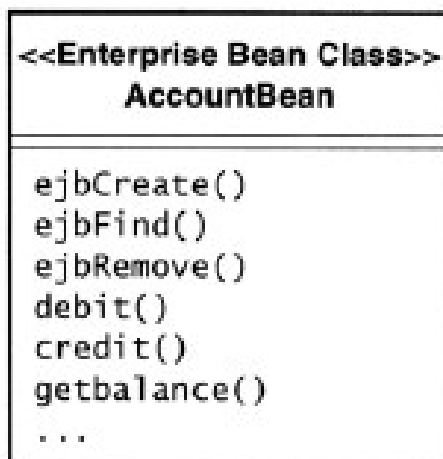 <<Enterprise Bean Class>>
AccountBean
ejbCreate()
ejbFind()
ejbRemove()
debit()
credit()
getbalance()
...